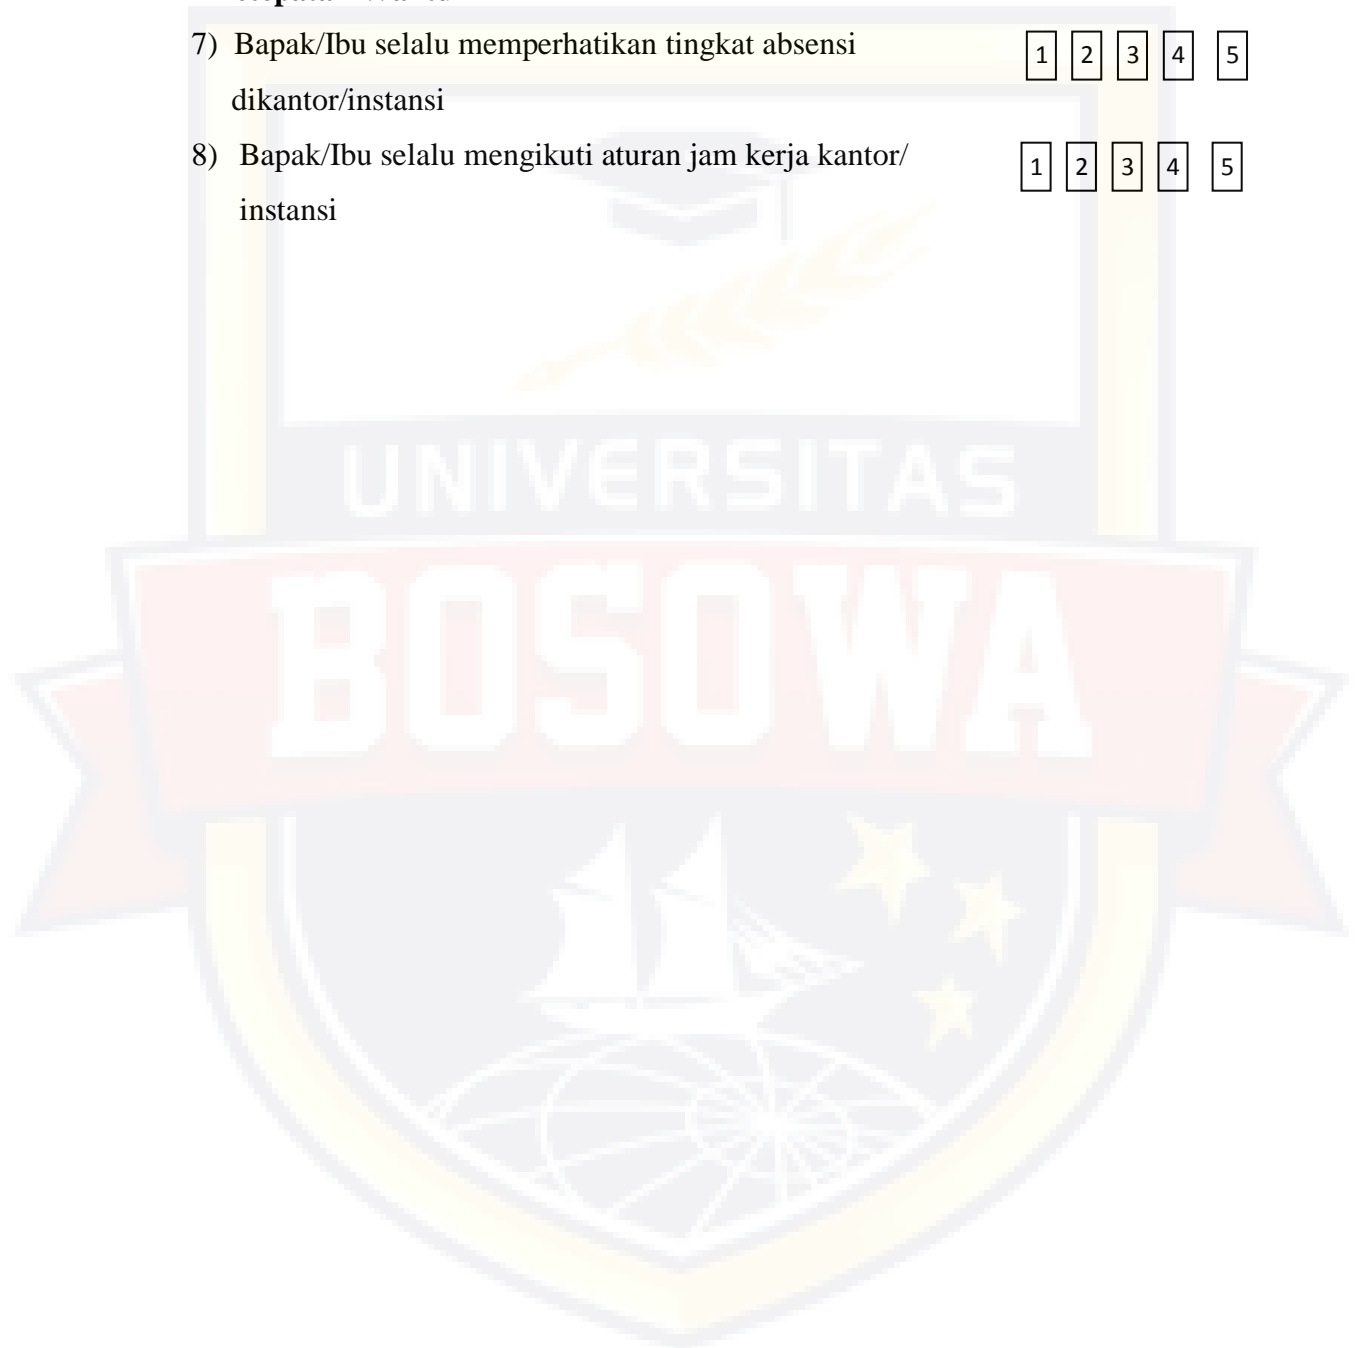 7) Bapak/Ibu selalu memperhatikan tingkat absensi 1 2 3 4 5
dikantor/instansi
8) Bapak/Ibu selalu mengikuti aturan jam kerja kantor/ 1 2 3 4 5
instansi
UNIVERSITAS
BOSOWA